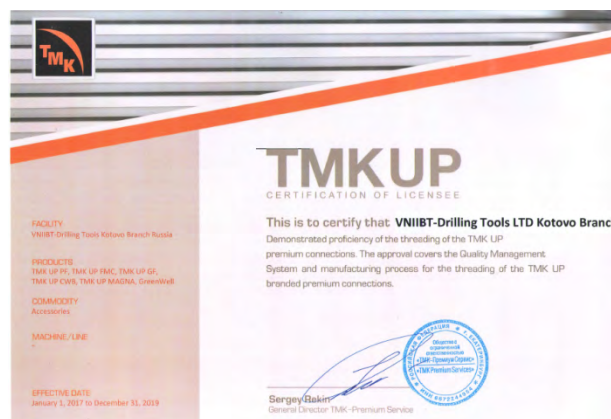 TMK
TMK UP
CERTIFICATION OF LICENSEE
This is to certify that VNIIBT-Drilling Tools LTD Kotovo Branc
Demonstrated proficiency of the threading of the TMK UP
premium connections. The approval covers the Quality Management
System and manufacturing process for the threading of the TMK UP
branded premium connections.
FACILITY
VNIIBT-Drilling Tools Kotovo Branch Russia
PRODUCTS
TMK UP PF, TMK UP FMC, TMK UP GF,
TMK UP CWB, TMK UP MAGNA, GreenWell
COMMODITY
Accessories
MACHINE/LINE
-
EFFECTIVE DATE
January 1, 2017 to December 31, 2019
Общество с
ограниченной
ответственностью
«ТМК-Премиум Сервис»
«TMK Premium Services»
Sergey Rekin
General Director TMK-Premium Service